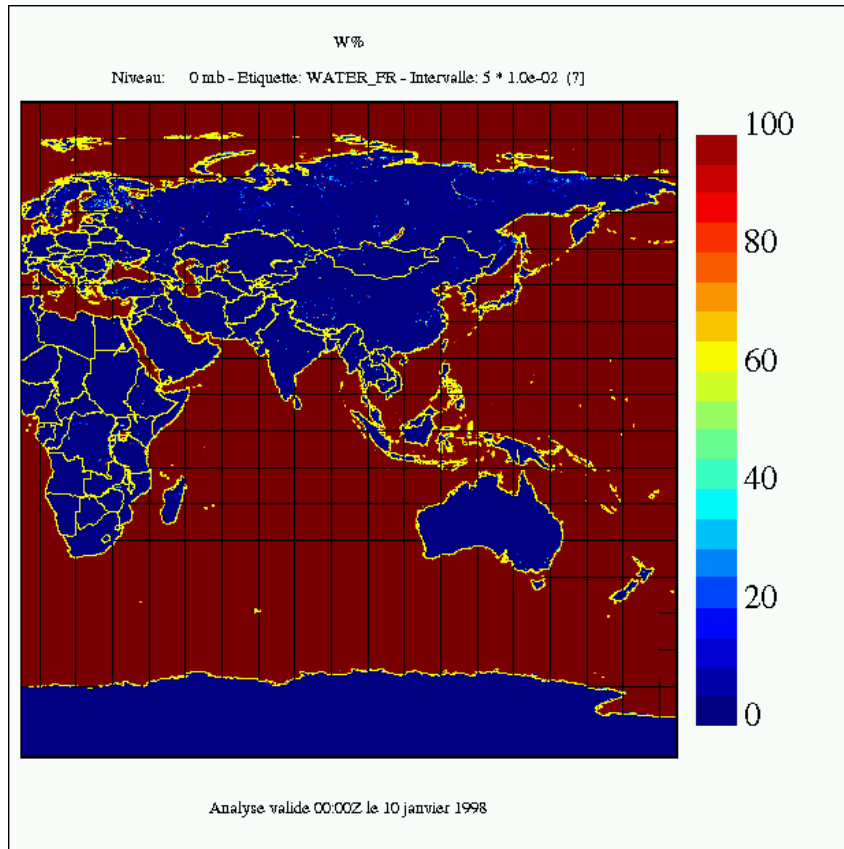 W%
Niveau: 0 mb - Etiquette: WATER_FR - Intervalle: 5 * 1.0e-02 (7]
100
80
60
40
20
0
Analyse valide 00:00Z le 10 janvier 1998